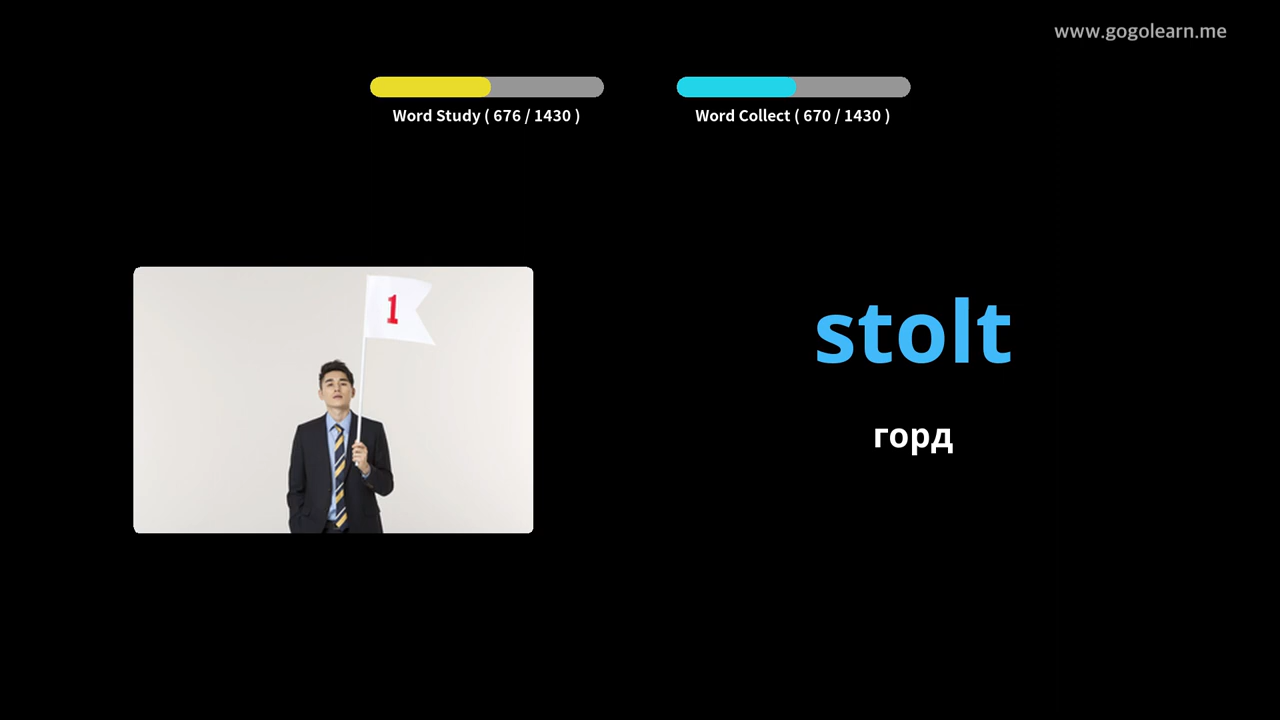 www.gogolearn.me
Word Study ( 676 / 1430 )
Word Collect ( 670 / 1430 )
1
stolt
горд